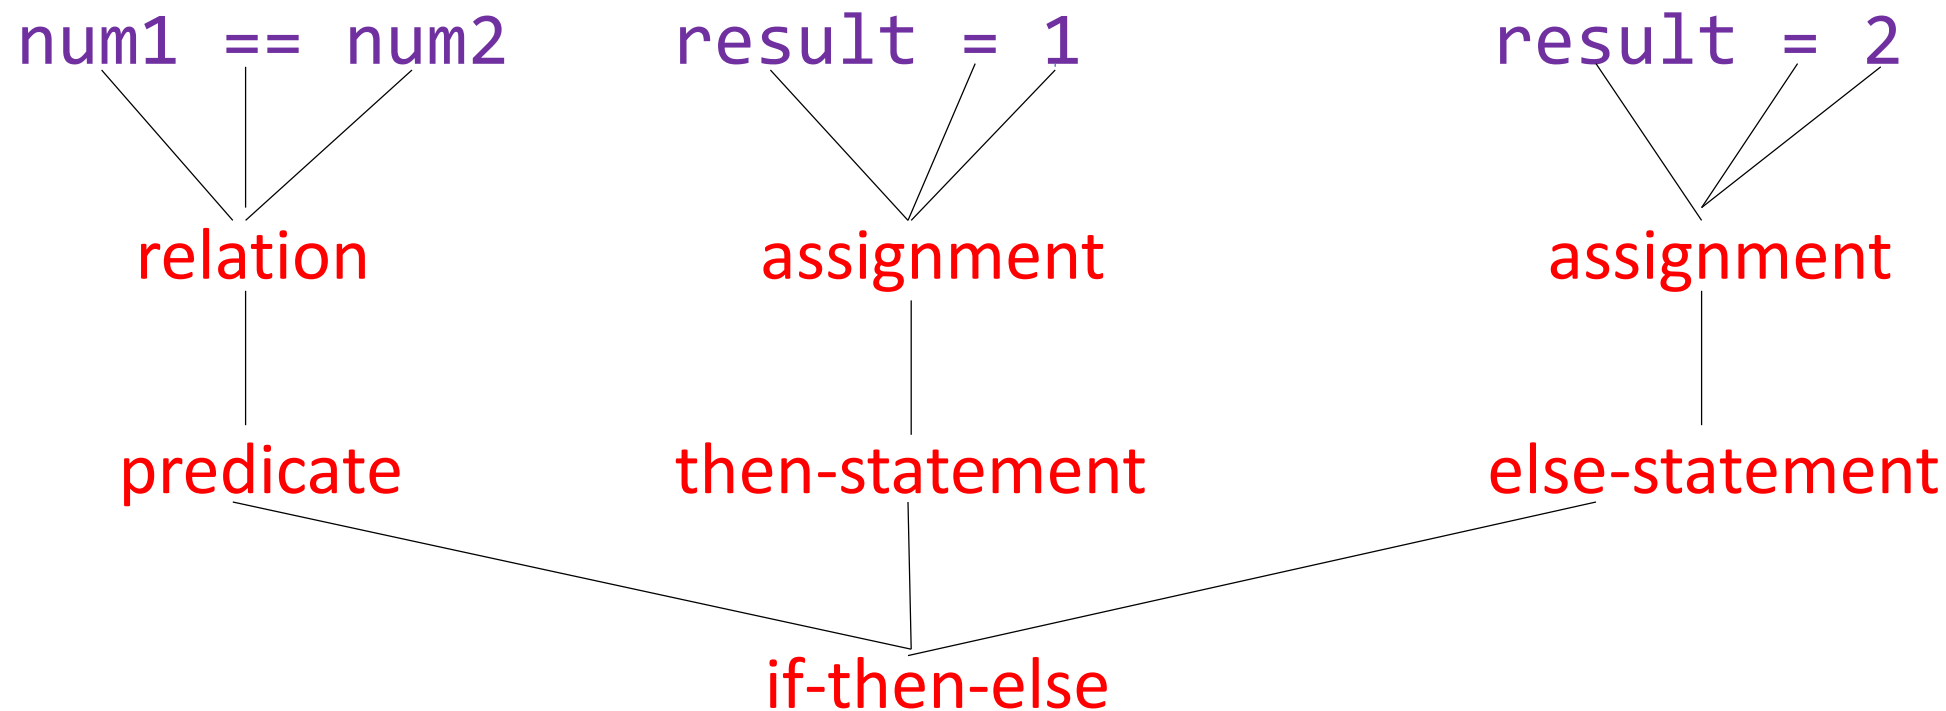 num1 == num2 result = 1 result = 2
relation assignment assignment
predicate then-statement else-statement
if-then-else